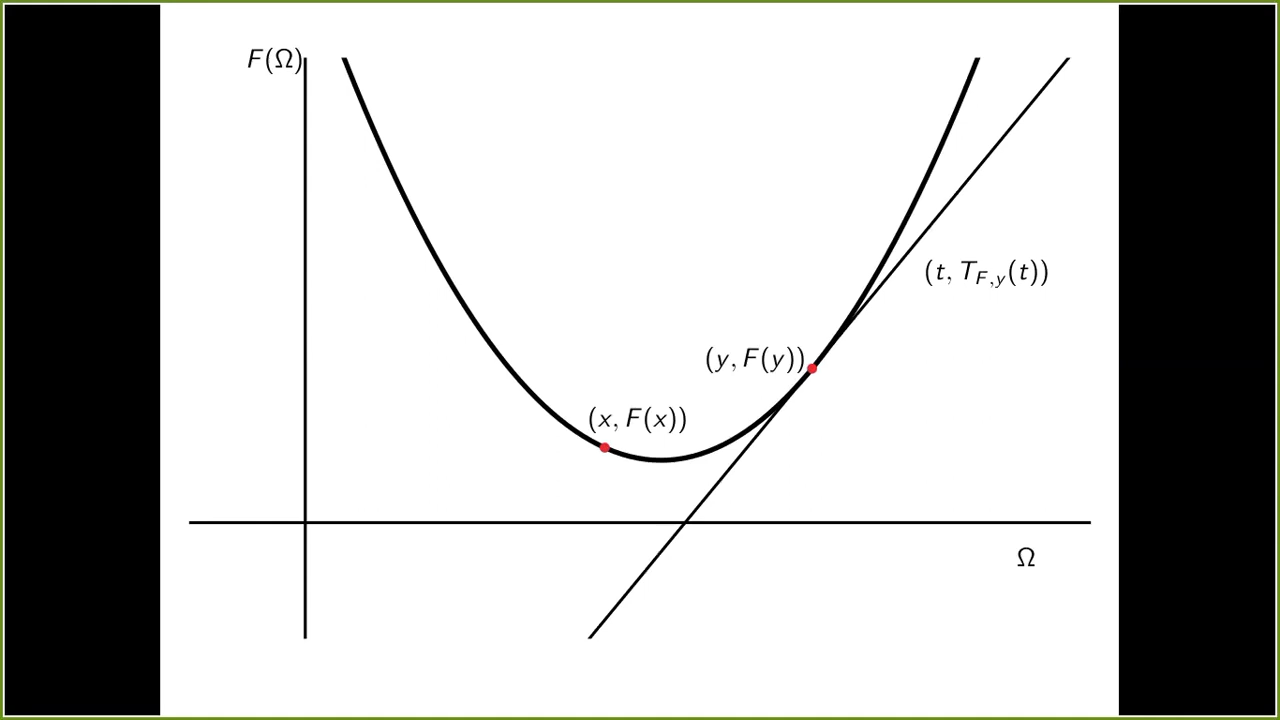 F(Ω)
(t, T_{F,y}(t))
(y, F(y))
(x, F(x))
Ω